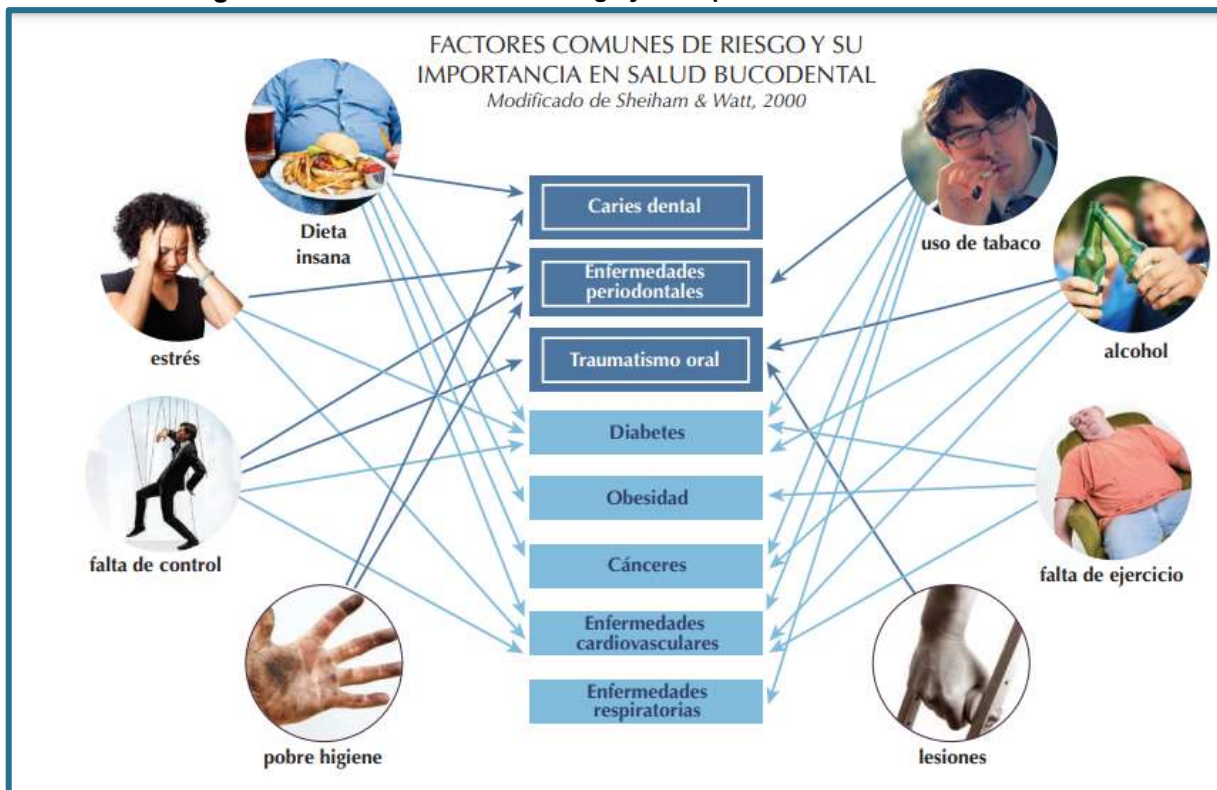 FACTORES COMUNES DE RIESGO Y SU
IMPORTANCIA EN SALUD BUCODENTAL
Modificado de Sheiham & Watt, 2000
Dieta
insana
estrés
falta de control
pobre higiene
Caries dental
Enfermedades
periodontales
Traumatismo oral
Diabetes
Obesidad
Cánceres
Enfermedades
cardiovasculares
Enfermedades
respiratorias
uso de tabaco
alcohol
falta de ejercicio
lesiones